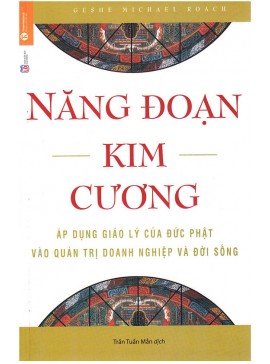 GESHE MICHAEL ROACH
NĂNG ĐOẠN
KIM
CƯƠNG
ÁP DỤNG GIÁO LÝ CỦA ĐỨC PHẬT
VÀO QUẢN TRỊ DOANH NGHIỆP VÀ ĐỜI SỐNG
Trần Tuấn Mẫn dịch